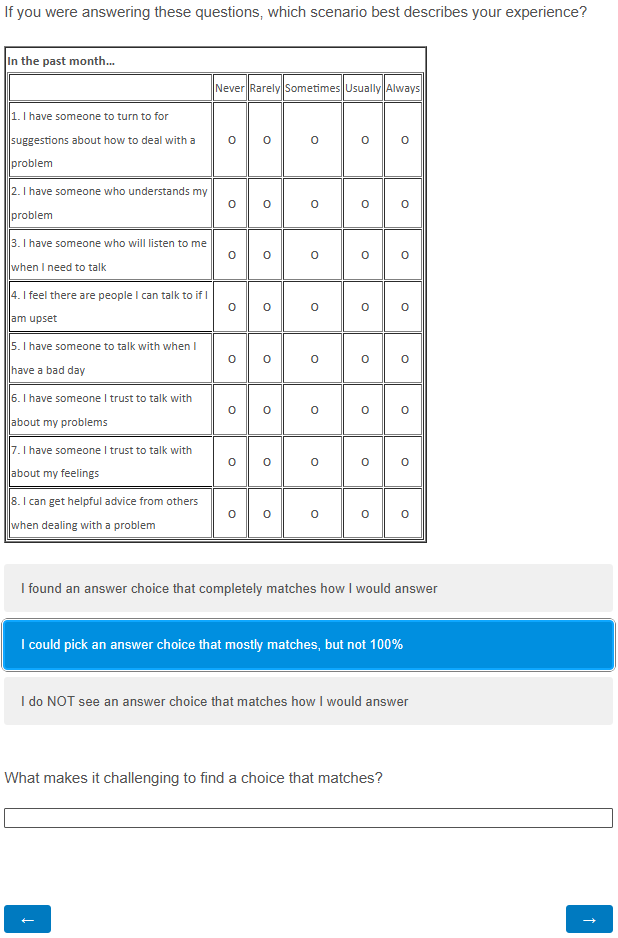 If you were answering these questions, which scenario best describes your experience?
In the past month...
Never Rarely Sometimes Usually Always
1. I have someone to turn to for
suggestions about how to deal with a
problem
O O O O O
2. I have someone who understands my
problem
O O O O O
3. I have someone who will listen to me
when I need to talk
O O O O O
4. I feel there are people I can talk to if I
am upset
O O O O O
5. I have someone to talk with when I
have a bad day
O O O O O
6. I have someone I trust to talk with
about my problems
O O O O O
7. I have someone I trust to talk with
about my feelings
O O O O O
8. I can get helpful advice from others
when dealing with a problem
O O O O O
I found an answer choice that completely matches how I would answer
I could pick an answer choice that mostly matches, but not 100%
I do NOT see an answer choice that matches how I would answer
What makes it challenging to find a choice that matches?
← →